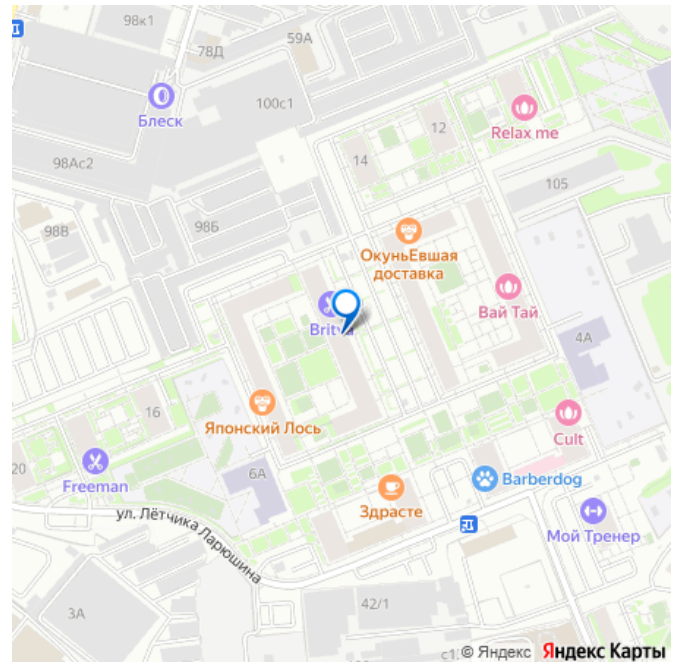 98к1
59А
78Д
Блеск
100с1
12
Relax me
14
98Ас2
105
98Б
98В
ОкуньЕвшая
доставка
Вай Тай
Britva
4А
Японский Лось
16
Cult
20
Freeman
6А
Barberdog
Здрасте
ул. Лётчика Ларюшина
Мой Тренер
42/1
3А
© Яндекс Яндекс Карты